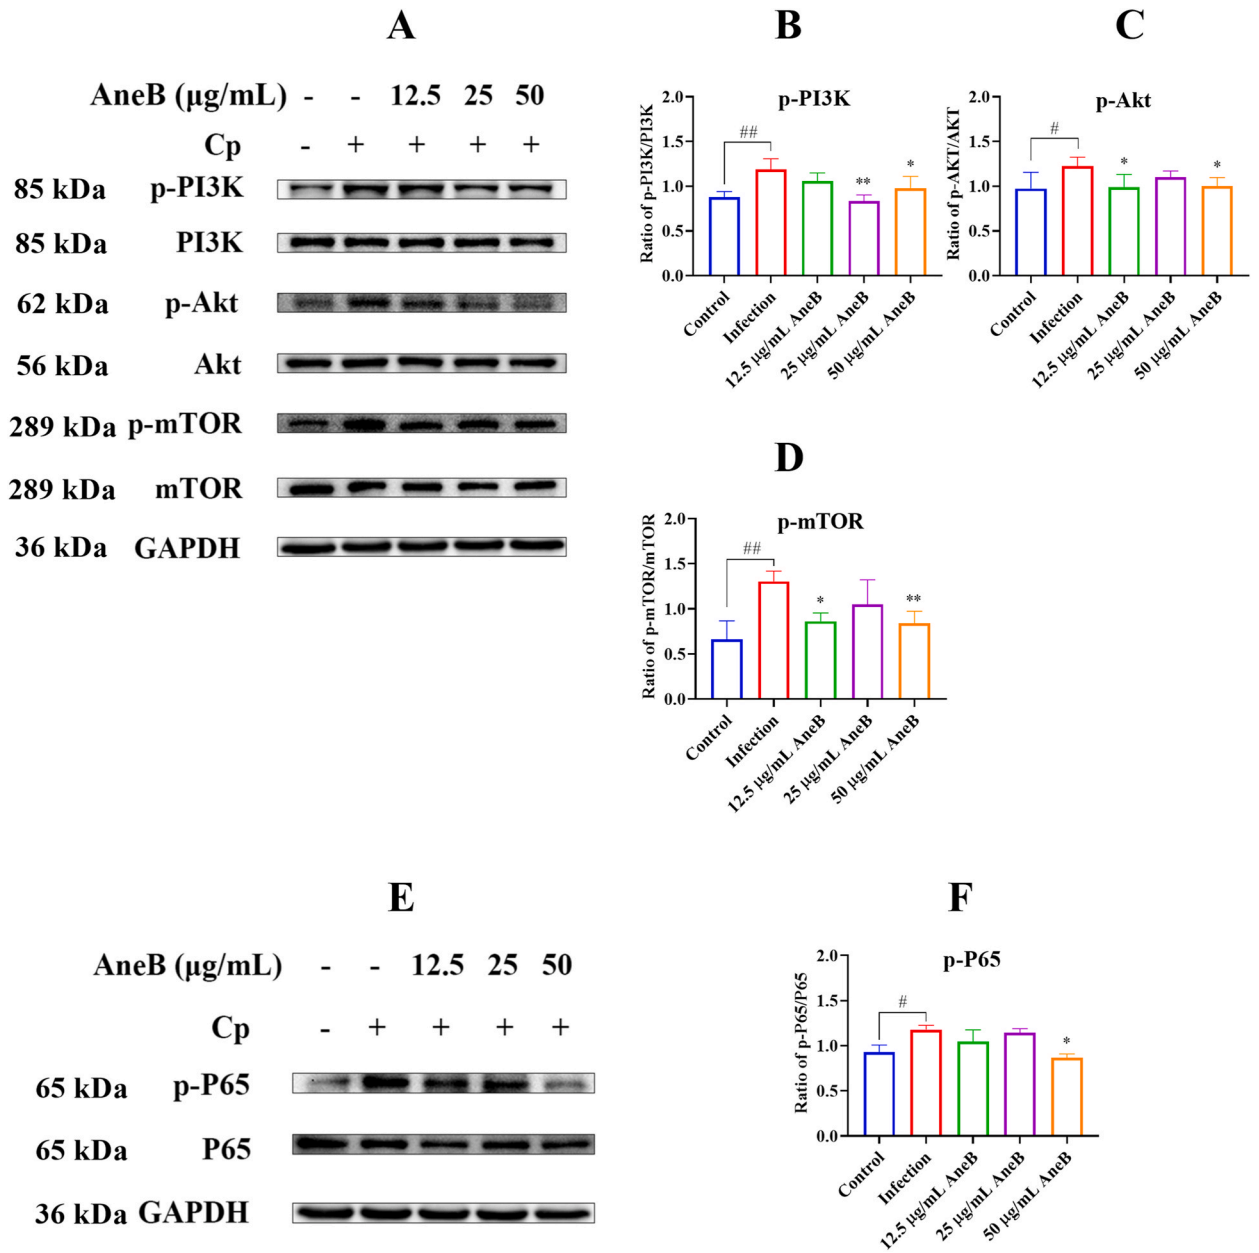 A
AneB (µg/mL) - - 12.5 25 50
Cp - + + + +
85 kDa p-PI3K
85 kDa PI3K
62 kDa p-Akt
56 kDa Akt
289 kDa p-mTOR
289 kDa mTOR
36 kDa GAPDH
B
p-PI3K
Ratio of p-PI3K/PI3K
2.0
1.5
1.0
0.5
0.0
##
**
*
Control
Infection
12.5 µg/mL AneB
25 µg/mL AneB
50 µg/mL AneB
C
p-Akt
Ratio of p-AKT/AKT
2.0
1.5
1.0
0.5
0.0
#
*
*
Control
Infection
12.5 µg/mL AneB
25 µg/mL AneB
50 µg/mL AneB
D
p-mTOR
Ratio of p-mTOR/mTOR
2.0
1.5
1.0
0.5
0.0
##
*
**
Control
Infection
12.5 µg/mL AneB
25 µg/mL AneB
50 µg/mL AneB
E
AneB (µg/mL) - - 12.5 25 50
Cp - + + + +
65 kDa p-P65
65 kDa P65
36 kDa GAPDH
F
p-P65
Ratio of p-P65/P65
2.0
1.5
1.0
0.5
0.0
#
*
Control
Infection
12.5 µg/mL AneB
25 µg/mL AneB
50 µg/mL AneB